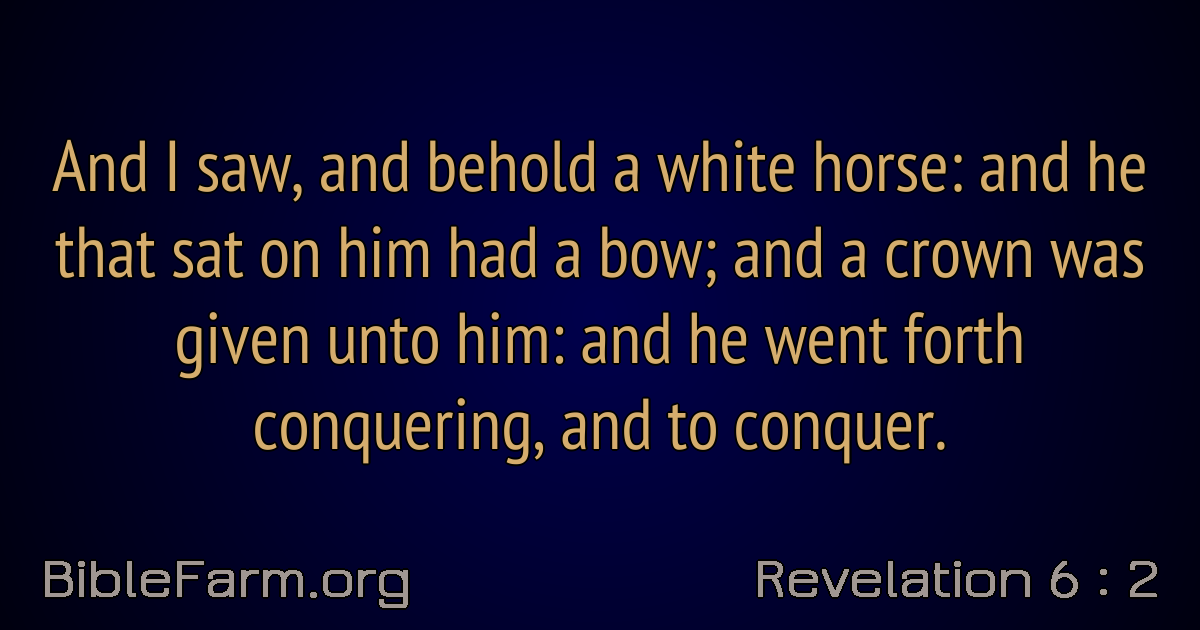 And I saw, and behold a white horse: and he
that sat on him had a bow; and a crown was
given unto him: and he went forth
conquering, and to conquer.
BibleFarm.org
Revelation 6 : 2